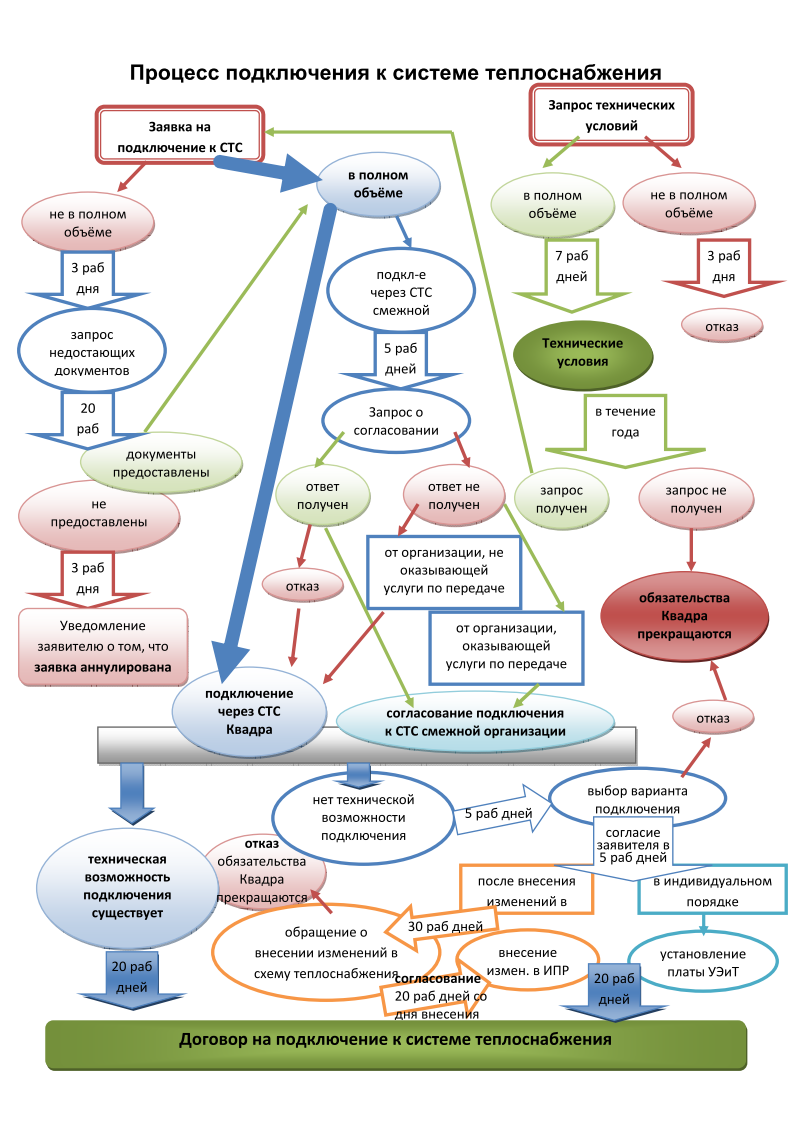 Процесс подключения к системе теплоснабжения
Запрос технических
условий
Заявка на
подключение к СТС
в полном
объёме
в полном
объёме
не в полном
объёме
не в полном
объёме
3 раб
дня
подкл-е
через СТС
смежной
7 раб
дней
3 раб
дня
запрос
недостающих
документов
5 раб
дней
Технические
условия
отказ
20
раб
Запрос о
согласовании
в течение
года
документы
предоставлены
ответ
получен
ответ не
получен
запрос
получен
запрос не
получен
не
предоставлены
3 раб
дня
отказ
от организации, не
оказывающей
услуги по передаче
обязательства
Квадра
прекращаются
Уведомление
заявителю о том, что
заявка аннулирована
от организации,
оказывающей
услуги по передаче
подключение
через СТС
Квадра
согласование подключения
к СТС смежной организации
отказ
нет технической
возможности
подключения
5 раб дней
выбор варианта
подключения
согласие
заявителя в
5 раб дней
техническая
возможность
подключения
существует
отказ
обязательства
Квадра
прекращаются
после внесения
изменений в
в индивидуальном
порядке
обращение о
внесении изменений в
схему теплоснабжения
30 раб дней
внесение
измен. в ИПР
установление
платы УЭиТ
20 раб
дней
согласование
20 раб дней со
дня внесения
20 раб
дней
Договор на подключение к системе теплоснабжения